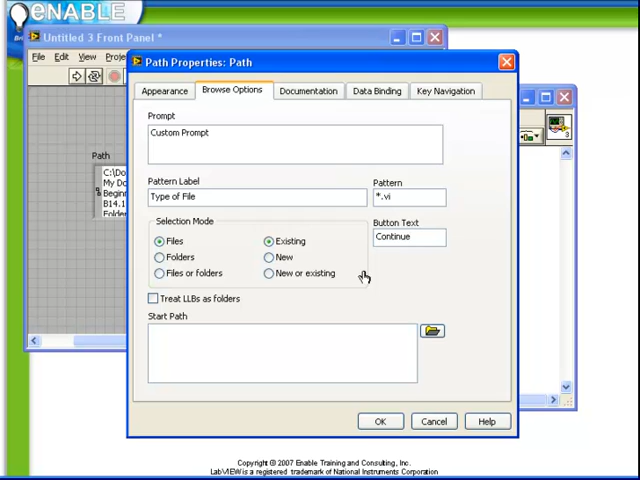 eNABLE
Untitled 3 Front Panel *
File Edit View Proje
Path Properties: Path
Appearance Browse Options Documentation Data Binding Key Navigation
Prompt
Custom Prompt
Path
C:\Do
My Do
Begin
B14.1
Folder
Pattern Label Pattern
Type of File *.vi
Selection Mode Button Text
Files Existing Continue
Folders New
Files or folders New or existing
Treat LLBs as folders
Start Path
OK Cancel Help
3
Copyright © 2007 Enable Training and Consulting, Inc.
LabVIEW is a registered trademark of National Instruments Corporation